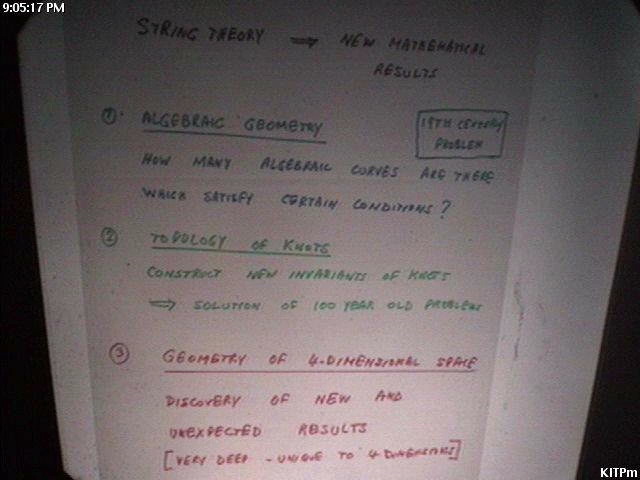 9:05:17 PM
STRING THEORY ⇒ NEW MATHEMATICAL
RESULTS
① ALGEBRAIC GEOMETRY
19TH CENTURY
PROBLEM
HOW MANY ALGEBRAIC CURVES ARE THERE
WHICH SATISFY CERTAIN CONDITIONS?
② TOPOLOGY OF KNOTS
CONSTRUCT NEW INVARIANTS OF KNOTS
⇒ SOLUTION OF 100 YEAR OLD PROBLEM
③ GEOMETRY OF 4-DIMENSIONAL SPACE
DISCOVERY OF NEW AND
UNEXPECTED RESULTS
[VERY DEEP - UNIQUE TO 4 DIMENSIONS]
KITPm